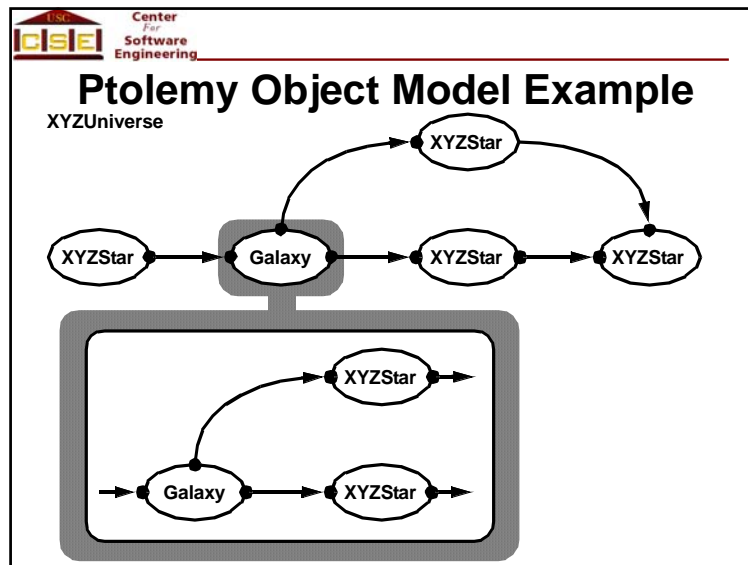 USC
CSE
Center
For
Software
Engineering
Ptolemy Object Model Example
XYZUniverse
XYZStar
XYZStar
Galaxy
XYZStar
XYZStar
XYZStar
Galaxy
XYZStar